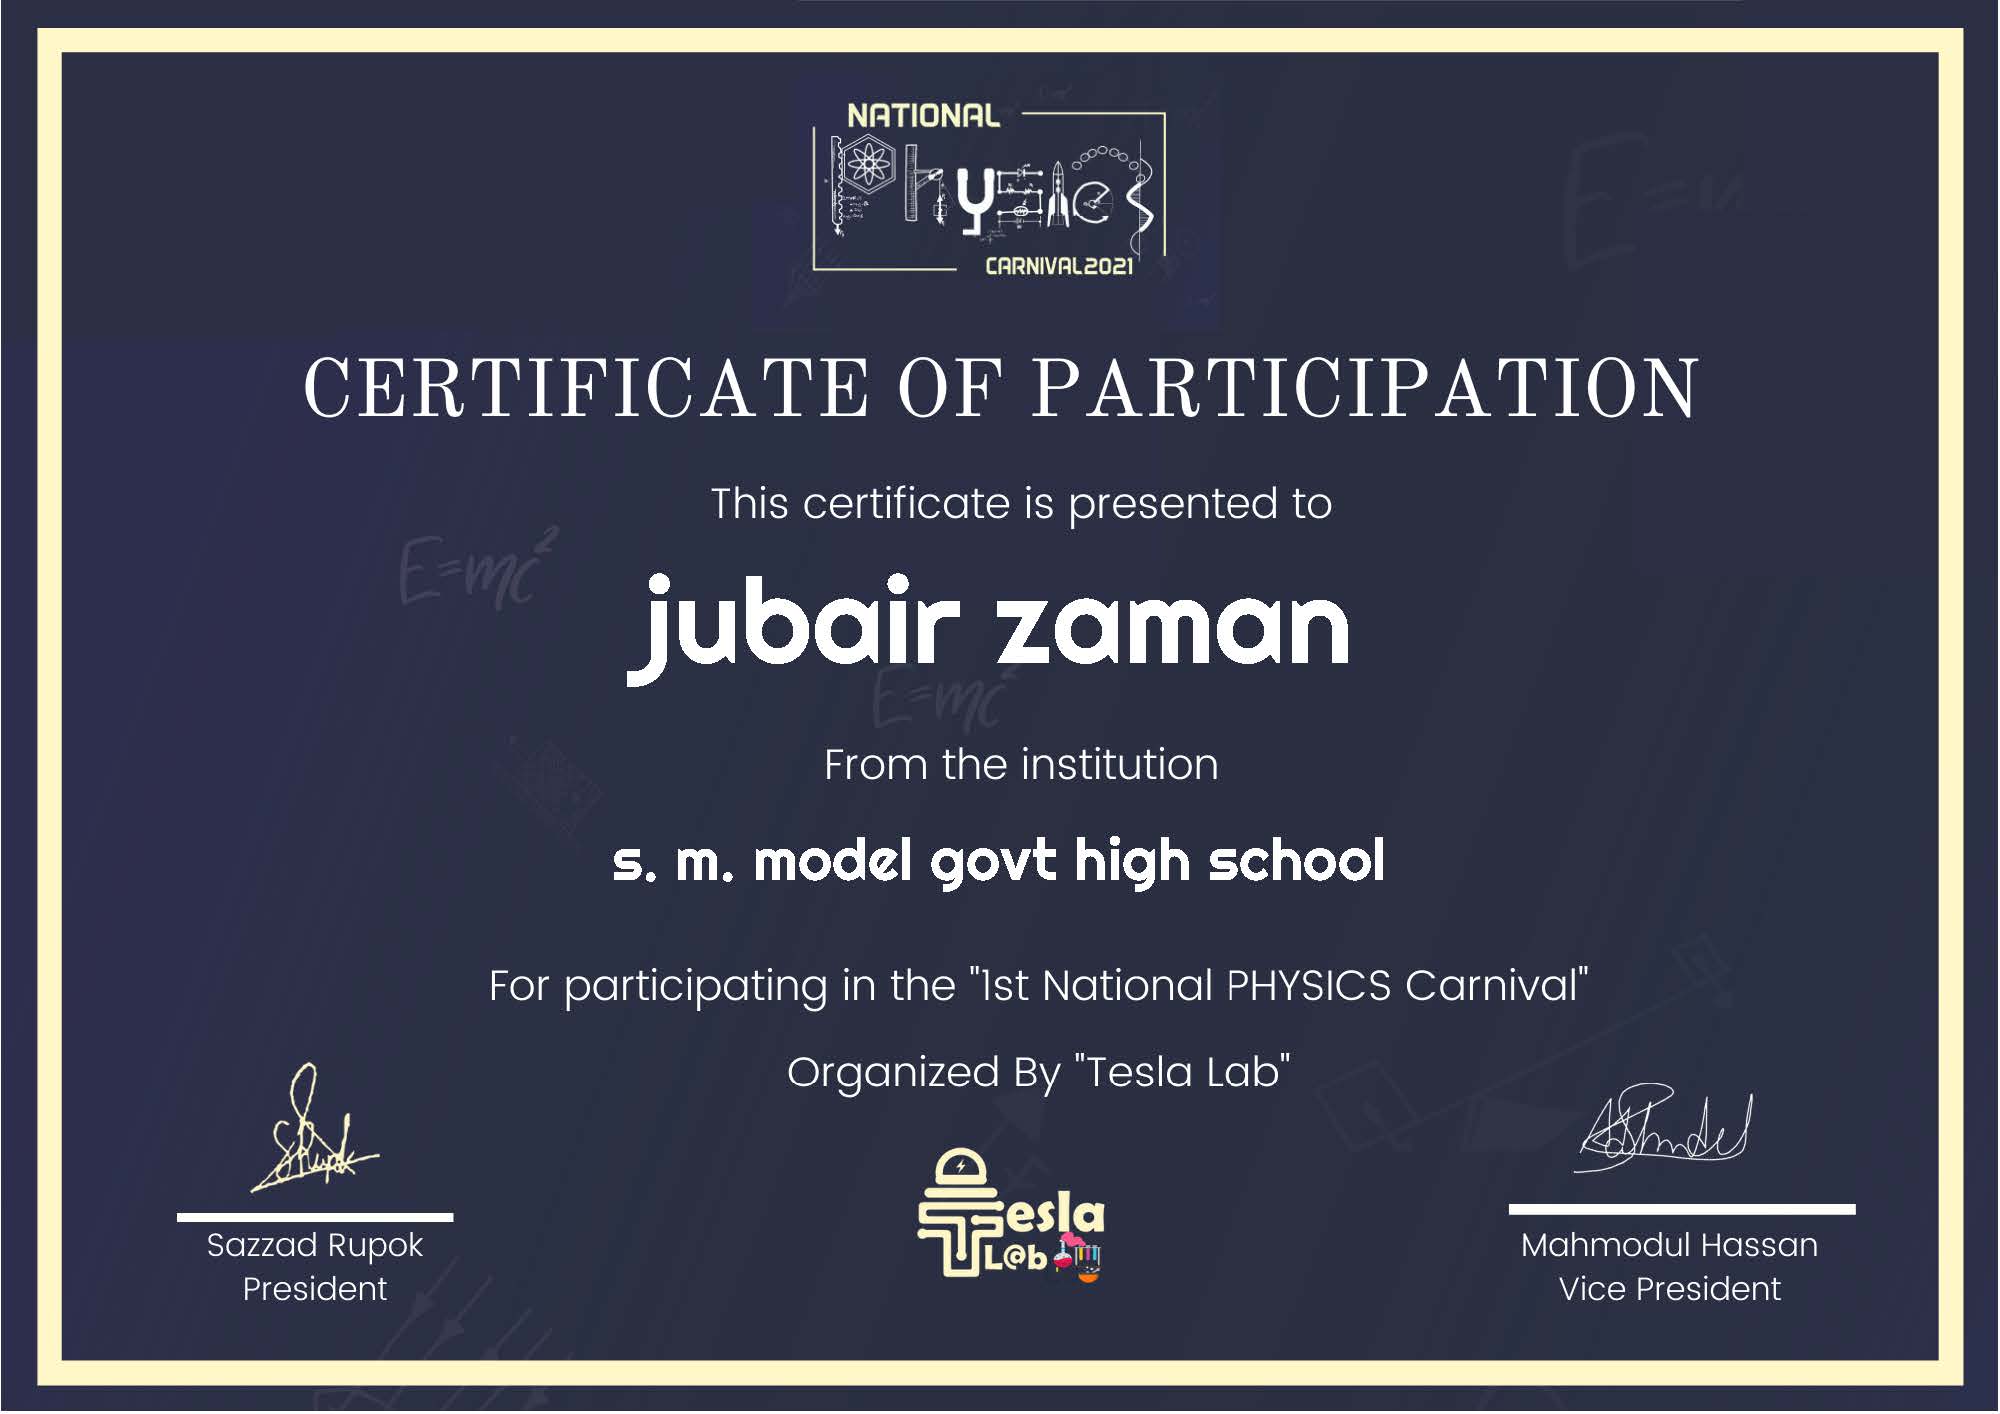 NATIONAL
Physics
CARNIVAL2021
E=m
CERTIFICATE OF PARTICIPATION
This certificate is presented to
E=mc²
jubair zaman
E=mc²
From the institution
s. m. model govt high school
For participating in the "1st National PHYSICS Carnival"
Organized By "Tesla Lab"
Tesla
L@b
Sazzad Rupok
President
Mahmodul Hassan
Vice President